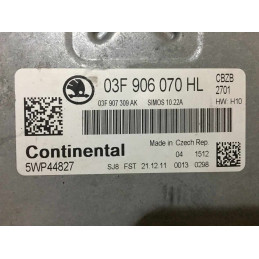 03F 906 070 HL
CBZB
2701
03F 907 309 AK SIMOS 10.22A HW: H10
Continental
5WP44827
Made in Czech Rep.
04 1512
SJ8 FST 21.12.11 0013 0298